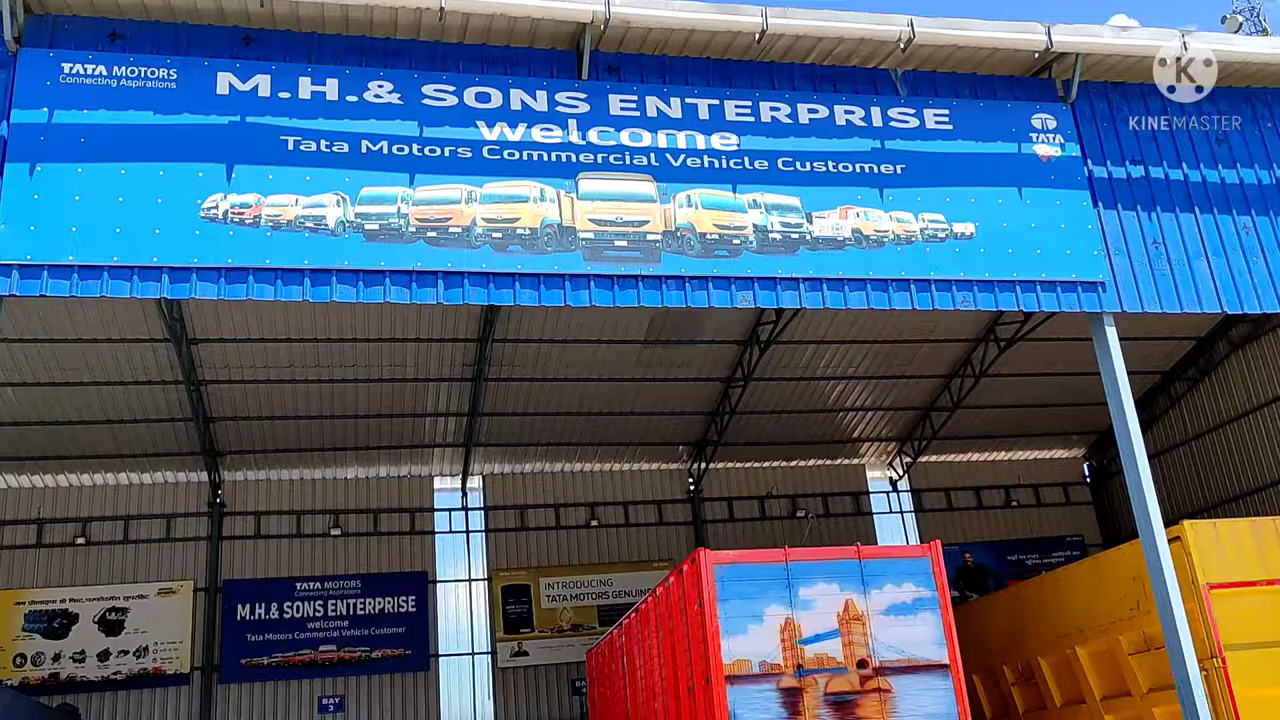 TATA MOTORS
Connecting Aspirations
M.H.& SONS ENTERPRISE
welcome
Tata Motors Commercial Vehicle Customer
TATA
K
KINEMASTER
TATA MOTORS
Connecting Aspirations
M.H.& SONS ENTERPRISE
welcome
Tata Motors Commercial Vehicle Customer
INTRODUCING
TATA MOTORS GENUINE
BAY
3
BAY